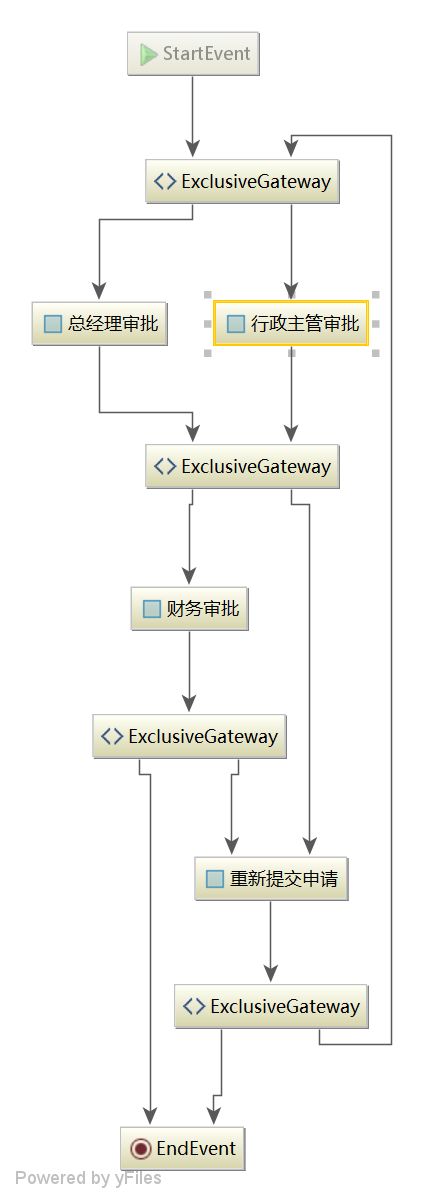 StartEvent
ExclusiveGateway
总经理审批
行政主管审批
ExclusiveGateway
财务审批
ExclusiveGateway
重新提交申请
ExclusiveGateway
EndEvent
Powered by yFiles